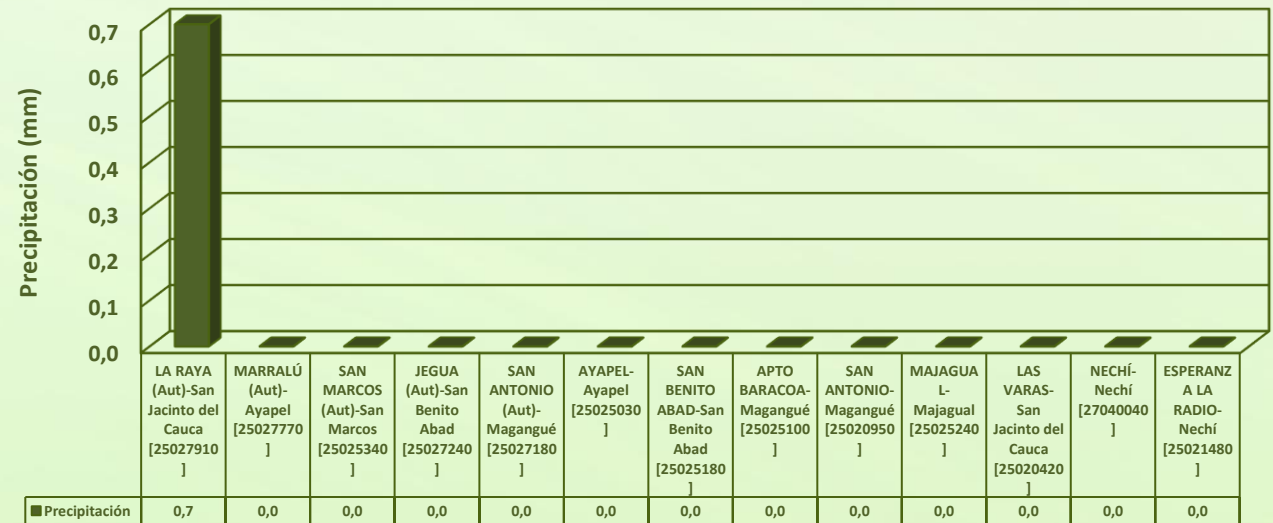 Precipitación (mm)
0,7
0,6
0,5
0,4
0,3
0,2
0,1
0,0
LA RAYA
(Aut)-San
Jacinto del
Cauca
[25027910
]
MARRALÚ
(Aut)-
Ayapel
[25027770
]
SAN
MARCOS
(Aut)-San
Marcos
[25025340
]
JEGUA
(Aut)-San
Benito
Abad
[25027240
]
SAN
ANTONIO
(Aut)-
Magangué
[25027180
]
AYAPEL-
Ayapel
[25025030
]
SAN
BENITO
ABAD-San
Benito
Abad
[25025180
]
APTO
BARACOA-
Magangué
[25025100
]
SAN
ANTONIO-
Magangué
[25020950
]
MAJAGUA
L-
Majagual
[25025240
]
LAS
VARAS-
San
Jacinto del
Cauca
[25020420
]
NECHÍ-
Nechí
[27040040
]
ESPERANZ
A LA
RADIO-
Nechí
[25021480
]
Precipitación 0,7 0,0 0,0 0,0 0,0 0,0 0,0 0,0 0,0 0,0 0,0 0,0 0,0